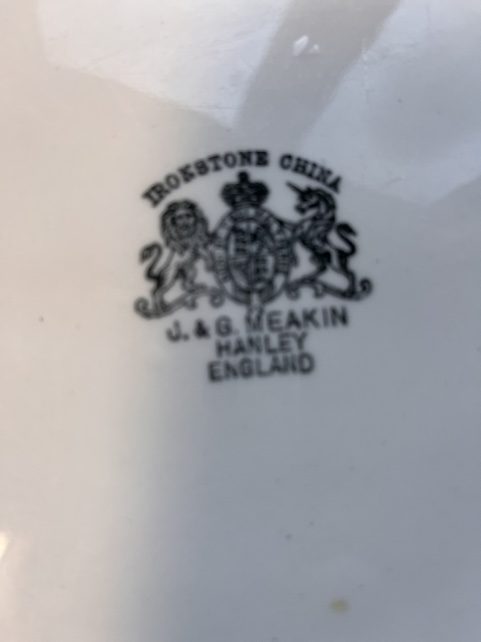 IRONSTONE CHINA
J. & G. MEAKIN
HANLEY
ENGLAND